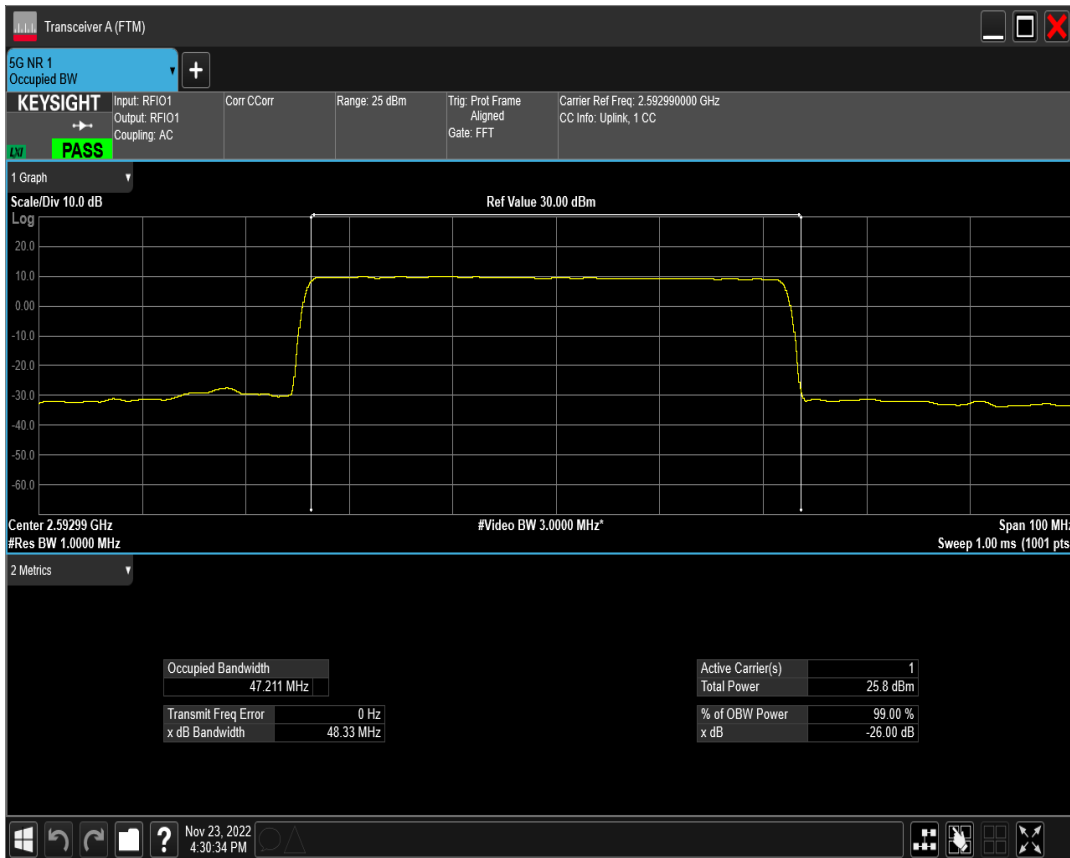 Transceiver A (FTM)
5G NR 1
Occupied BW
+
KEYSIGHT
LXI
PASS
Input: RFIO1
Output: RFIO1
Coupling: AC
Corr CCorr
Range: 25 dBm
Trig: Prot Frame
Aligned
Gate: FFT
Carrier Ref Freq: 2.592990000 GHz
CC Info: Uplink, 1 CC
1 Graph
Scale/Div 10.0 dB
Ref Value 30.00 dBm
Log
20.0
10.0
0.00
-10.0
-20.0
-30.0
-40.0
-50.0
-60.0
Center 2.59299 GHz
#Video BW 3.0000 MHz*
Span 100 MHz
#Res BW 1.0000 MHz
Sweep 1.00 ms (1001 pts
2 Metrics
Occupied Bandwidth
47.211 MHz
Transmit Freq Error 0 Hz
x dB Bandwidth 48.33 MHz
Active Carrier(s) 1
Total Power 25.8 dBm
% of OBW Power 99.00 %
x dB -26.00 dB
?
Nov 23, 2022
4:30:34 PM